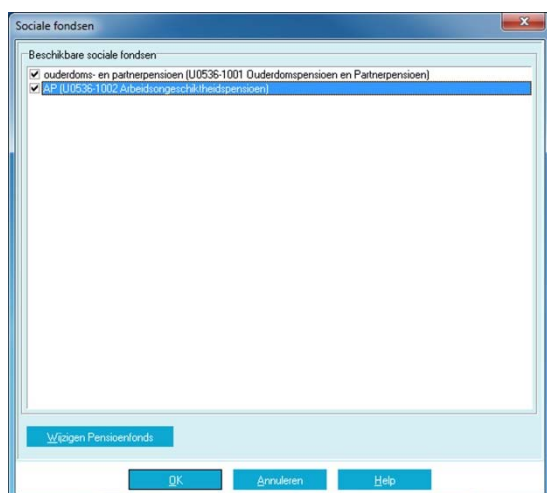 Sociale fondsen
Beschikbare sociale fondsen
ouderdoms- en partnerpensioen (U0536-1001 Ouderdomspensioen en Partnerpensioen)
AP (U0536-1002 Arbeidsongeschiktheidspensioen)
Wijzigen Pensioenfonds
OK Annuleren Help